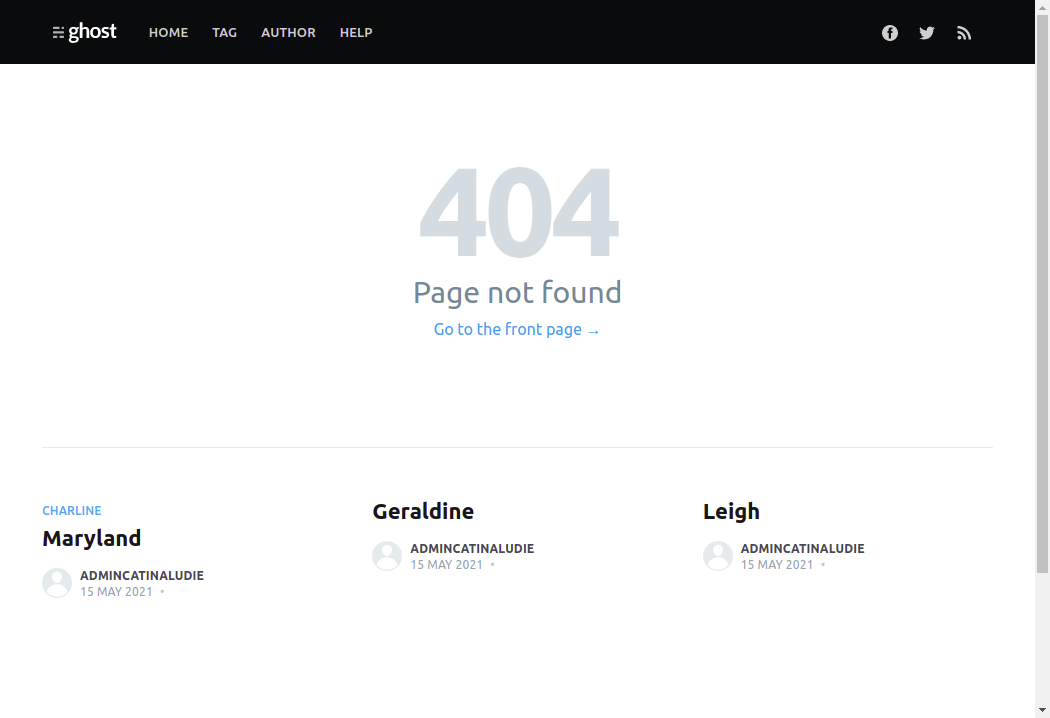 ghost HOME TAG AUTHOR HELP
404
Page not found
Go to the front page →
CHARLINE
Maryland
ADMINCATINALUDIE
15 MAY 2021 •
Geraldine
ADMINCATINALUDIE
15 MAY 2021 •
Leigh
ADMINCATINALUDIE
15 MAY 2021 •